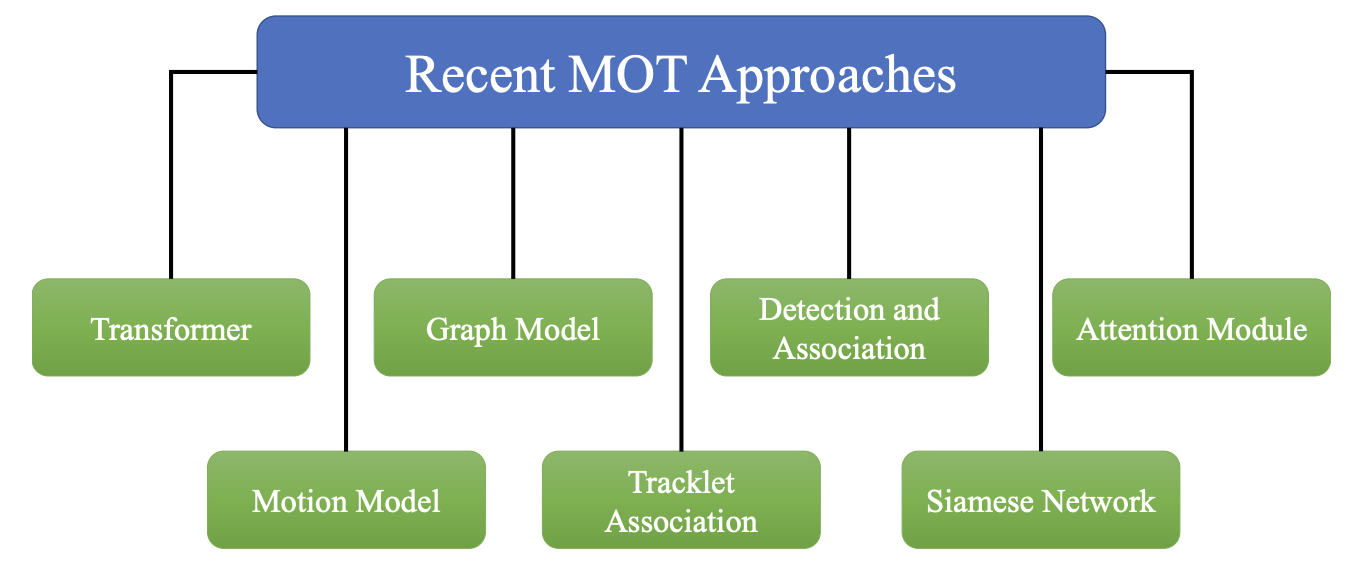 Recent MOT Approaches
Transformer
Graph Model
Detection and
Association
Attention Module
Motion Model
Tracklet
Association
Siamese Network